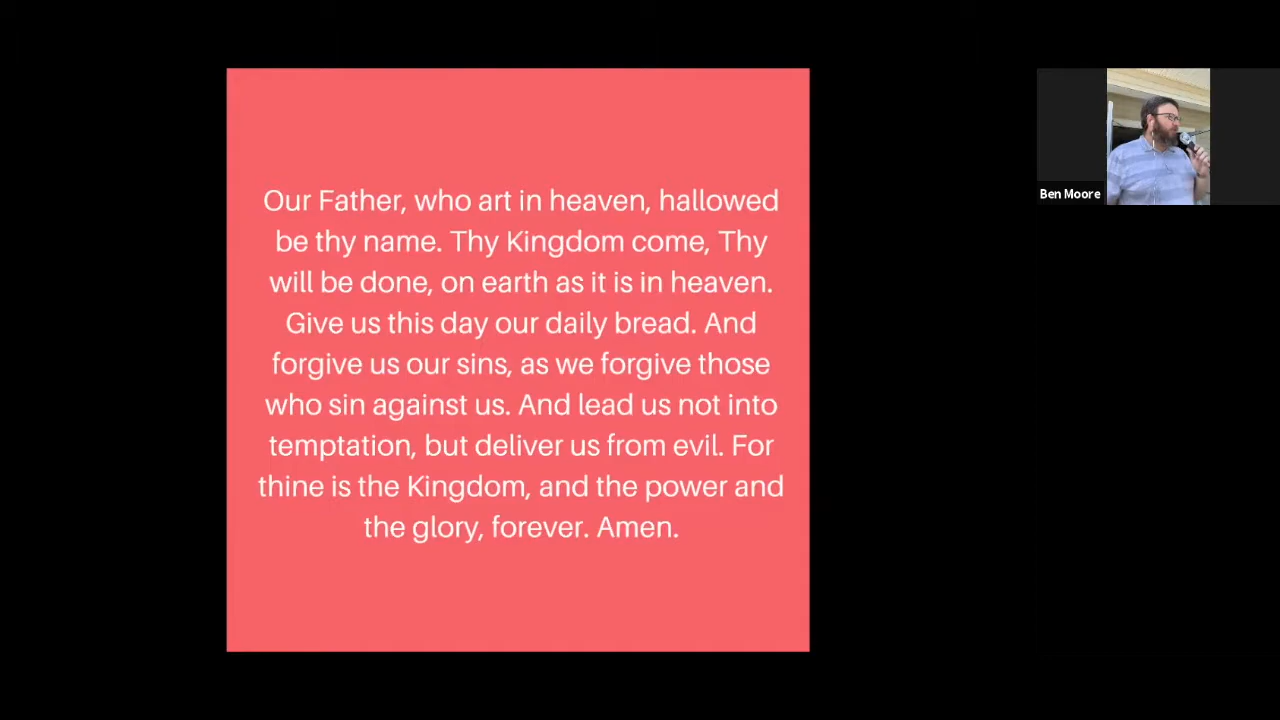 Our Father, who art in heaven, hallowed
be thy name. Thy Kingdom come, Thy
will be done, on earth as it is in heaven.
Give us this day our daily bread. And
forgive us our sins, as we forgive those
who sin against us. And lead us not into
temptation, but deliver us from evil. For
thine is the Kingdom, and the power and
the glory, forever. Amen.
Ben Moore